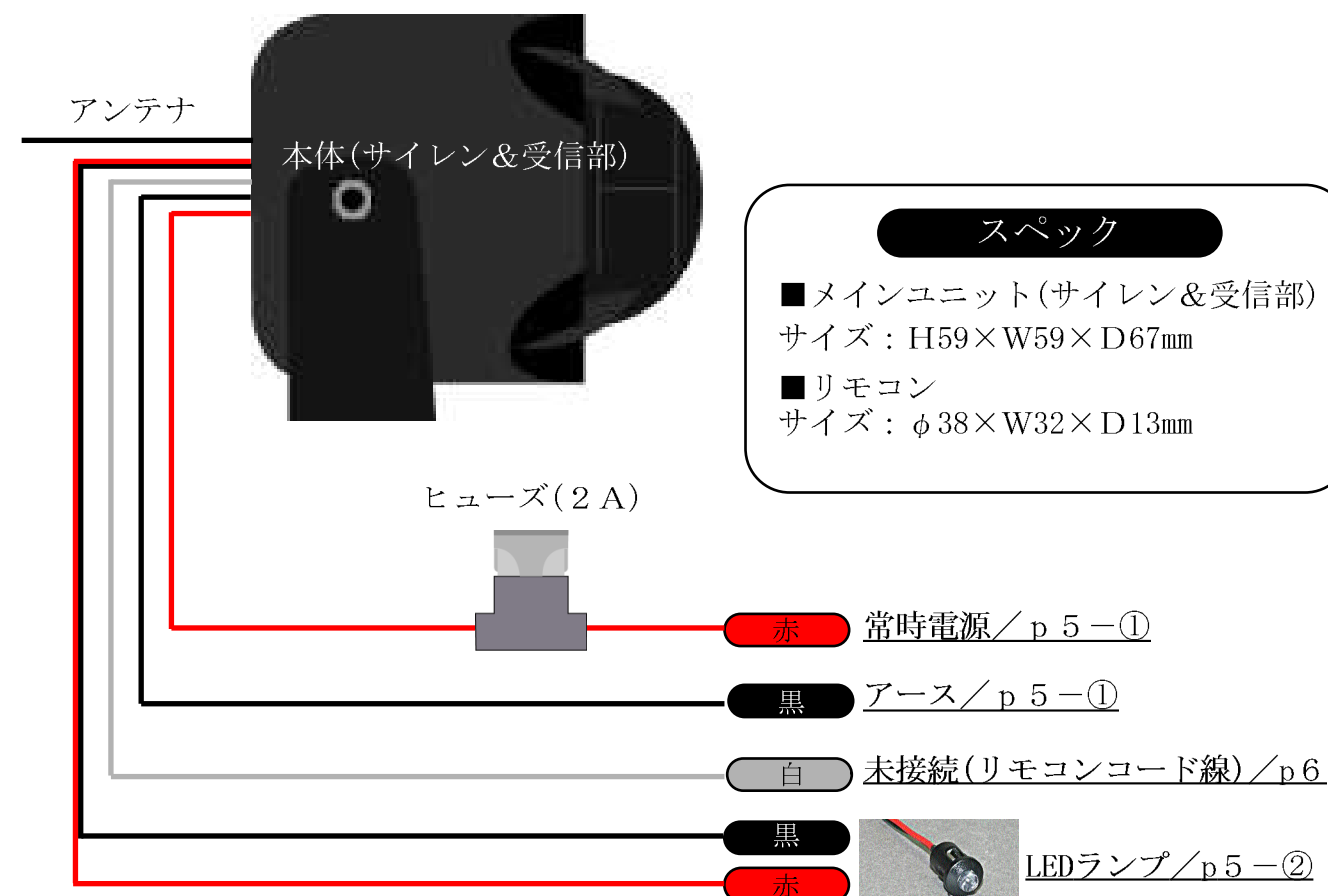 アンテナ
本体(サイレン＆受信部)
スペック
■メインユニット(サイレン＆受信部)
サイズ：H59×W59×D67㎜
■リモコン
サイズ：φ38×W32×D13㎜
ヒューズ(２Ａ)
赤 常時電源／ｐ５－①
黒 アース／ｐ５－①
白 未接続(リモコンコード線)／p６
黒
赤 LEDランプ／p５－②